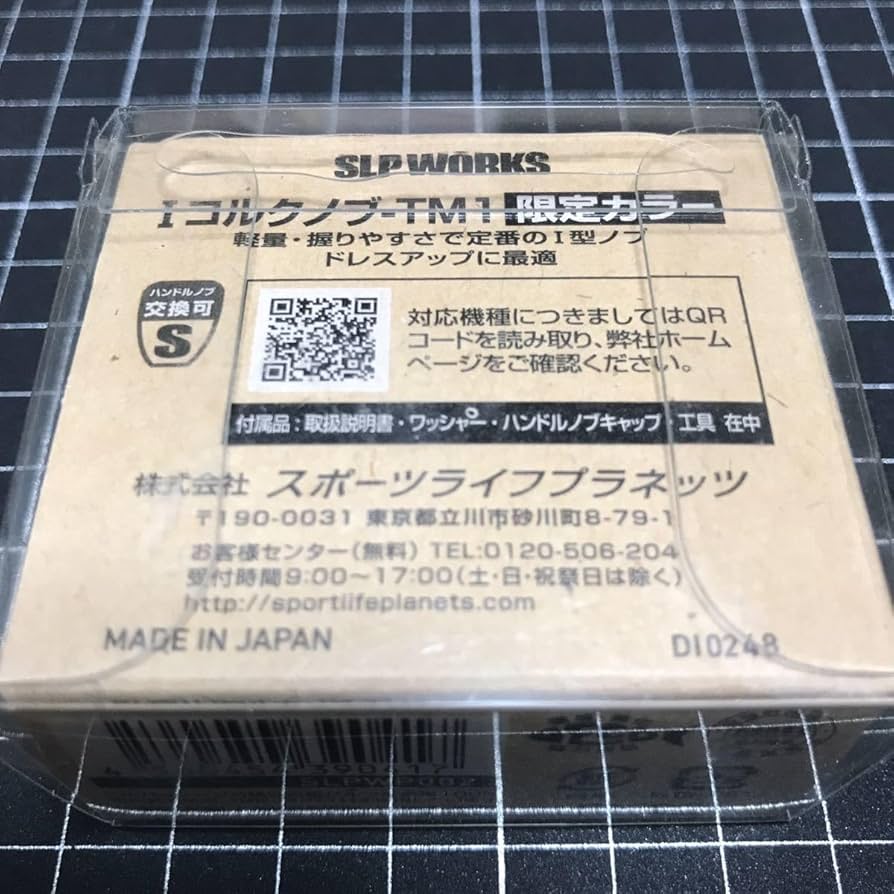 SLP WORKS
I コルクノブ-TM1 限定カラー
軽量・握りやすさで定番のI型ノブ
ドレスアップに最適
ハンドルノブ
交換可
S
対応機種につきましてはQR
コードを読み取り、弊社ホーム
ページをご確認ください。
付属品：取扱説明書・ワッシャー・ハンドルノブキャップ・工具 在中
株式会社 スポーツライフプラネッツ
〒190-0031 東京都立川市砂川町8-79-1
お客様センター(無料) TEL:0120-506-204
受付時間9:00〜17:00(土・日・祝祭日は除く)
http://sportlifeplanets.com
MADE IN JAPAN
DI0248